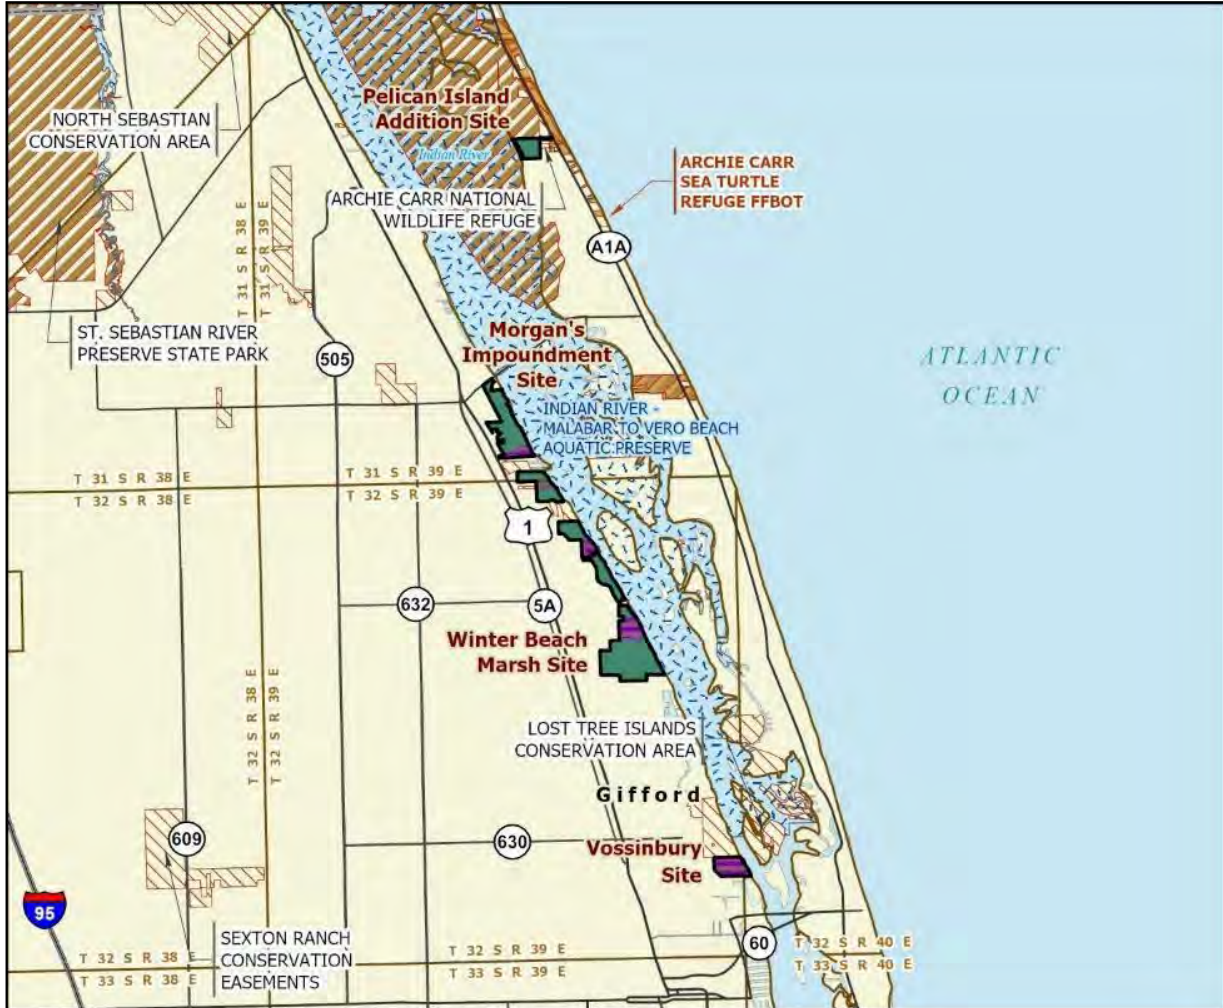 Pelican Island
Addition Site
NORTH SEBASTIAN
CONSERVATION AREA
Indian River
ARCHIE CARR
SEA TURTLE
REFUGE FFBOT
ARCHIE CARR NATIONAL
WILDLIFE REFUGE
A1A
T 31 S R 38 E
T 31 S R 39 E
ST. SEBASTIAN RIVER
PRESERVE STATE PARK
505
Morgan's
Impoundment
Site
ATLANTIC
OCEAN
INDIAN RIVER -
MALABAR TO VERO BEACH
AQUATIC PRESERVE
T 31 S R 38 E
T 32 S R 38 E
T 31 S R 39 E
T 32 S R 39 E
1
632
5A
Winter Beach
Marsh Site
T 32 S R 38 E
T 32 S R 39 E
LOST TREE ISLANDS
CONSERVATION AREA
Gifford
609
630
Vossinbury
Site
95
SEXTON RANCH
CONSERVATION
EASEMENTS
T 32 S R 38 E
T 33 S R 38 E
T 32 S R 39 E
T 33 S R 39 E
60
T 32 S R 40 E
T 33 S R 40 E